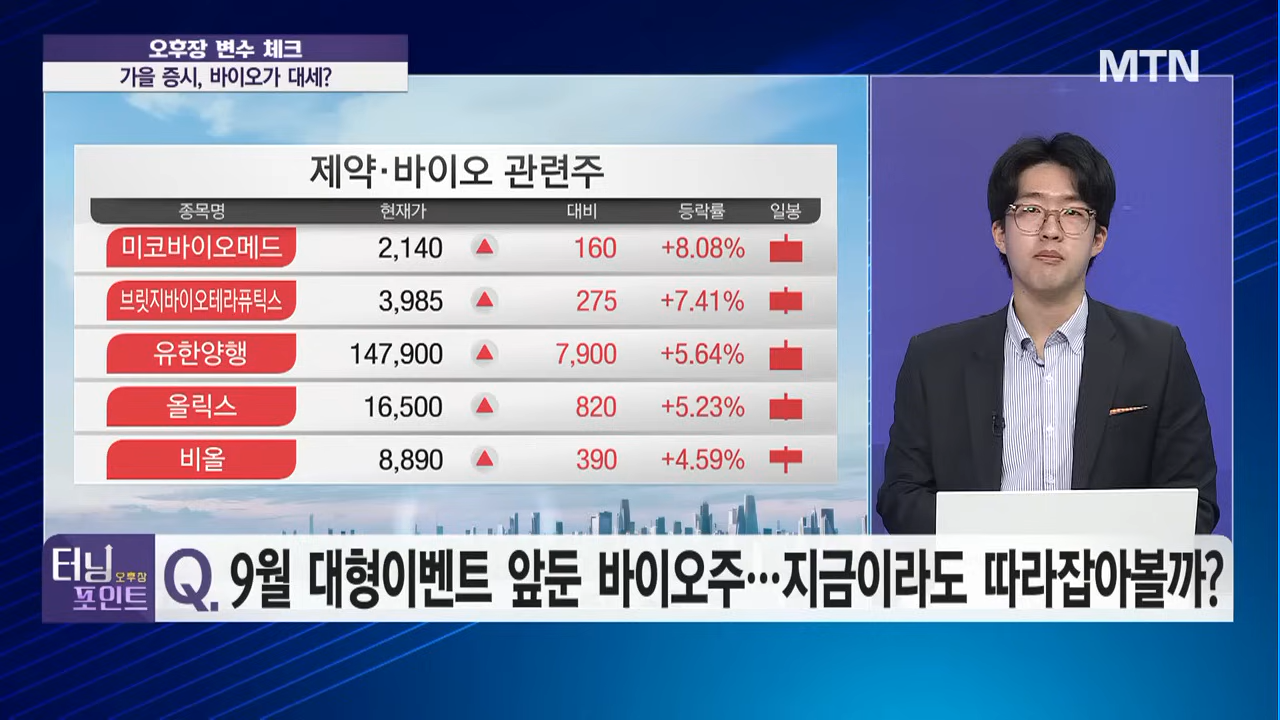 오후장 변수 체크
가을 증시, 바이오가 대세?
MTN
제약·바이오 관련주
종목명 현재가 대비 등락률 일봉
미코바이오메드 2,140 ▲ 160 +8.08%
브릿지바이오테라퓨틱스 3,985 ▲ 275 +7.41%
유한양행 147,900 ▲ 7,900 +5.64%
올릭스 16,500 ▲ 820 +5.23%
비올 8,890 ▲ 390 +4.59%
터닝 오후장
포인트
Q. 9월 대형이벤트 앞둔 바이오주…지금이라도 따라잡아볼까?